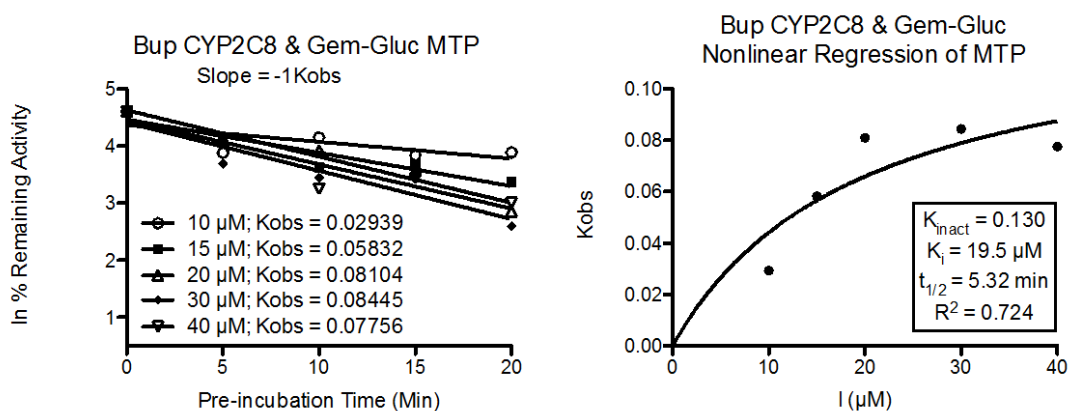 Bup CYP2C8 & Gem-Gluc MTP
Slope = -1Kobs
ln % Remaining Activity
5
4
3
2
1
10 µM; Kobs = 0.02939
15 µM; Kobs = 0.05832
20 µM; Kobs = 0.08104
30 µM; Kobs = 0.08445
40 µM; Kobs = 0.07756
0 5 10 15 20
Pre-incubation Time (Min)
Bup CYP2C8 & Gem-Gluc
Nonlinear Regression of MTP
Kobs
0.10
0.08
0.06
0.04
0.02
0.00
K_inact = 0.130
K_i = 19.5 µM
t_1/2 = 5.32 min
R² = 0.724
0 10 20 30 40
I (µM)